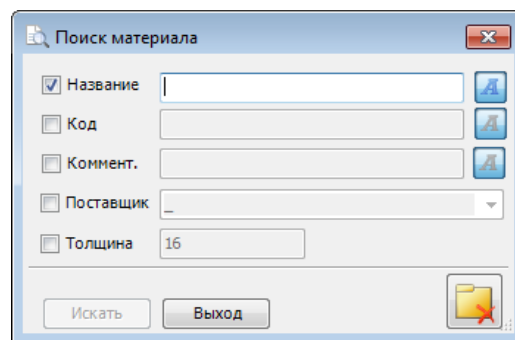 Поиск материала
Название
A
Код
A
Коммент.
A
Поставщик _
Толщина 16
Искать Выход